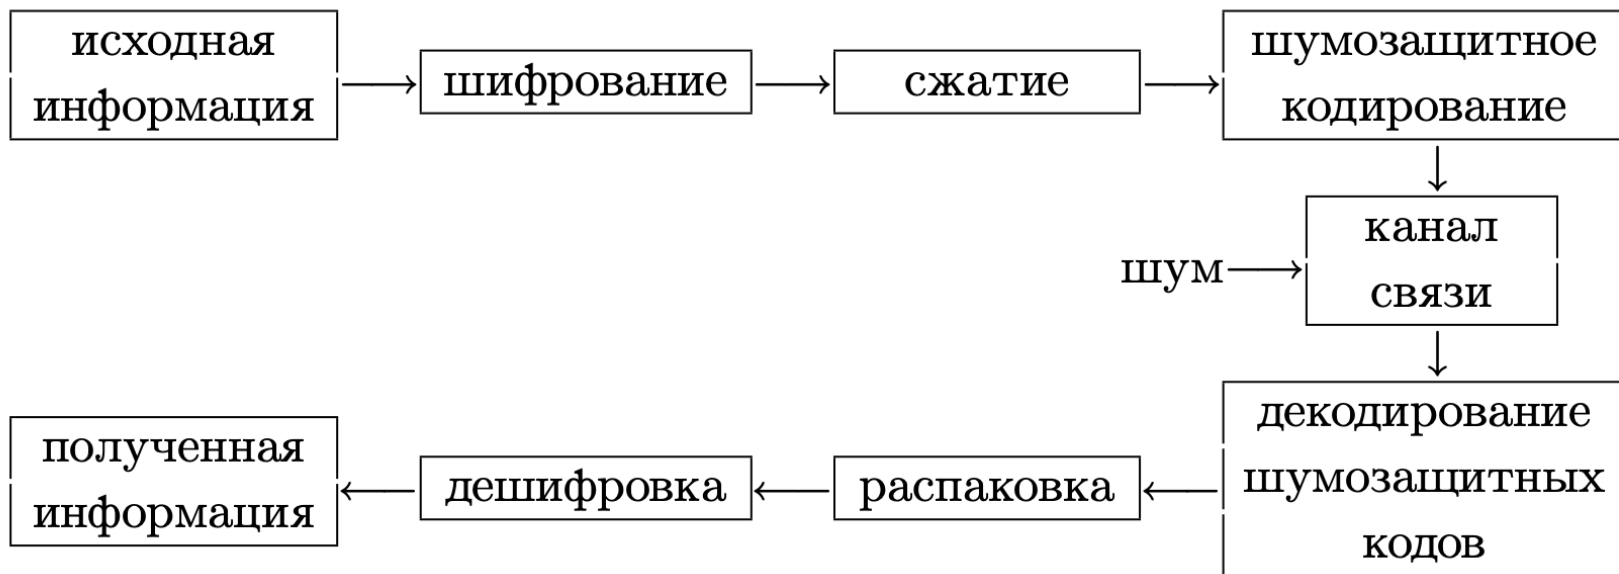 исходная
информация
шифрование
сжатие
шумозащитное
кодирование
шум
канал
связи
декодирование
шумозащитных
кодов
распаковка
дешифровка
полученная
информация